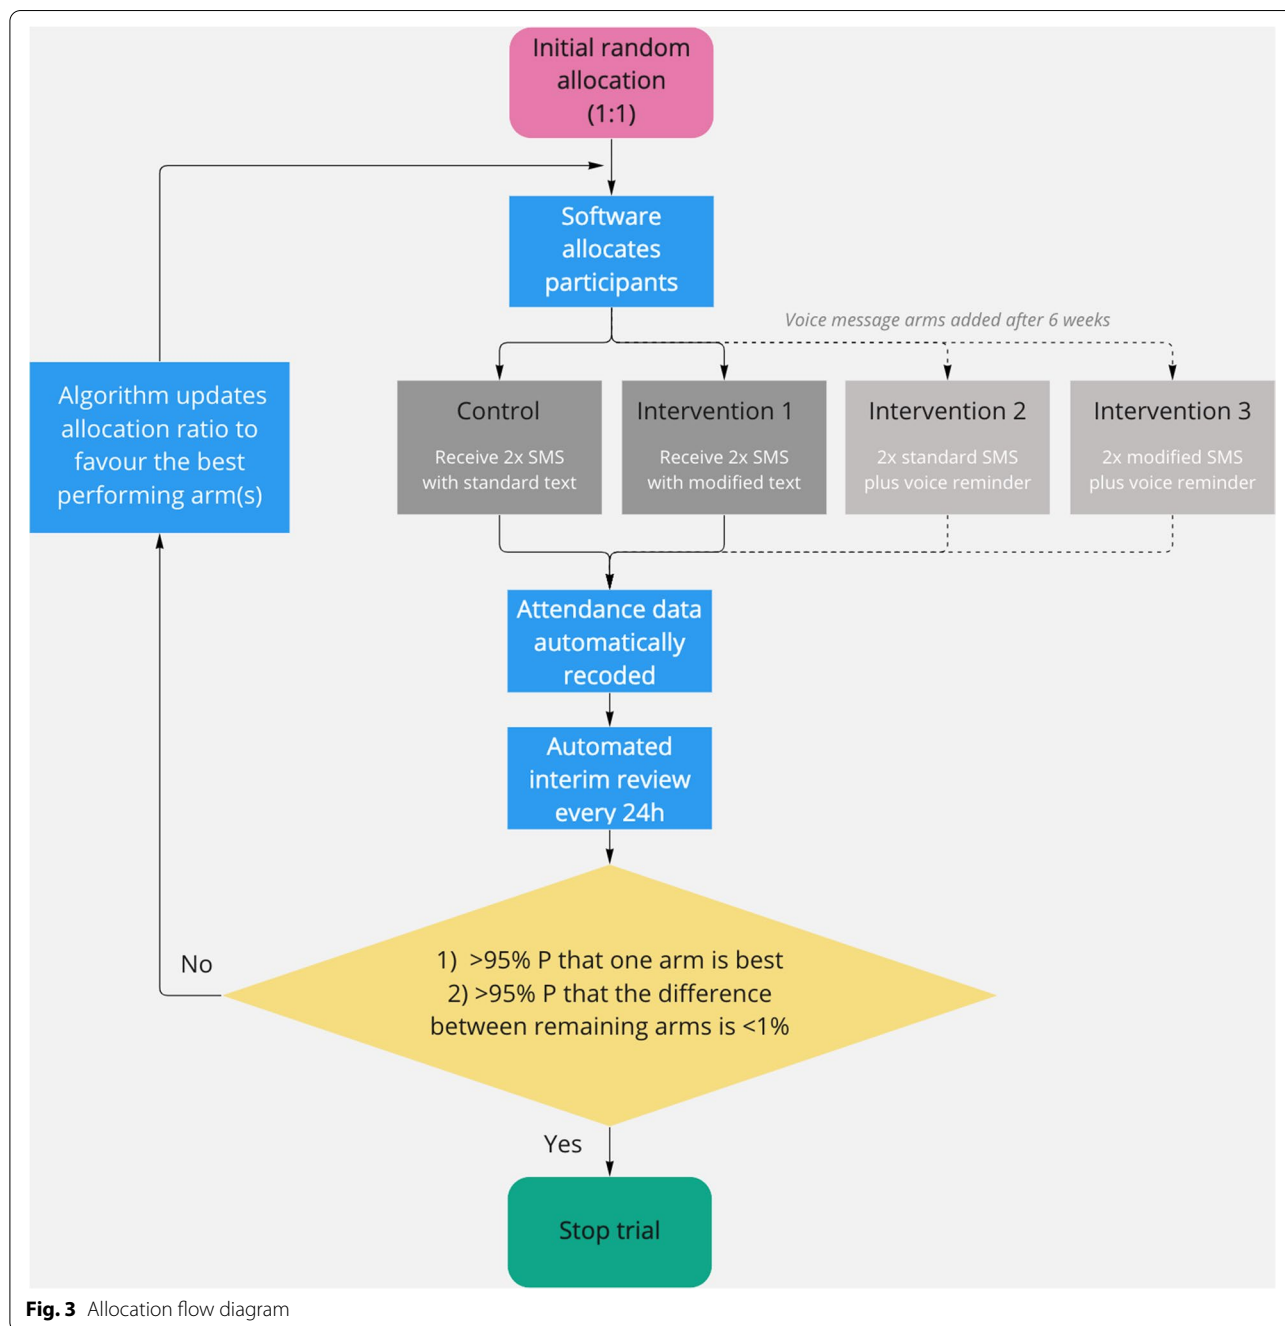 Initial random
allocation
(1:1)
Software
allocates
participants
Voice message arms added after 6 weeks
Algorithm updates
allocation ratio to
favour the best
performing arm(s)
Control
Receive 2x SMS
with standard text
Intervention 1
Receive 2x SMS
with modified text
Intervention 2
2x standard SMS
plus voice reminder
Intervention 3
2x modified SMS
plus voice reminder
Attendance data
automatically
recoded
Automated
interim review
every 24h
1) >95% P that one arm is best
2) >95% P that the difference
between remaining arms is <1%
No
Yes
Stop trial
Fig. 3 Allocation flow diagram